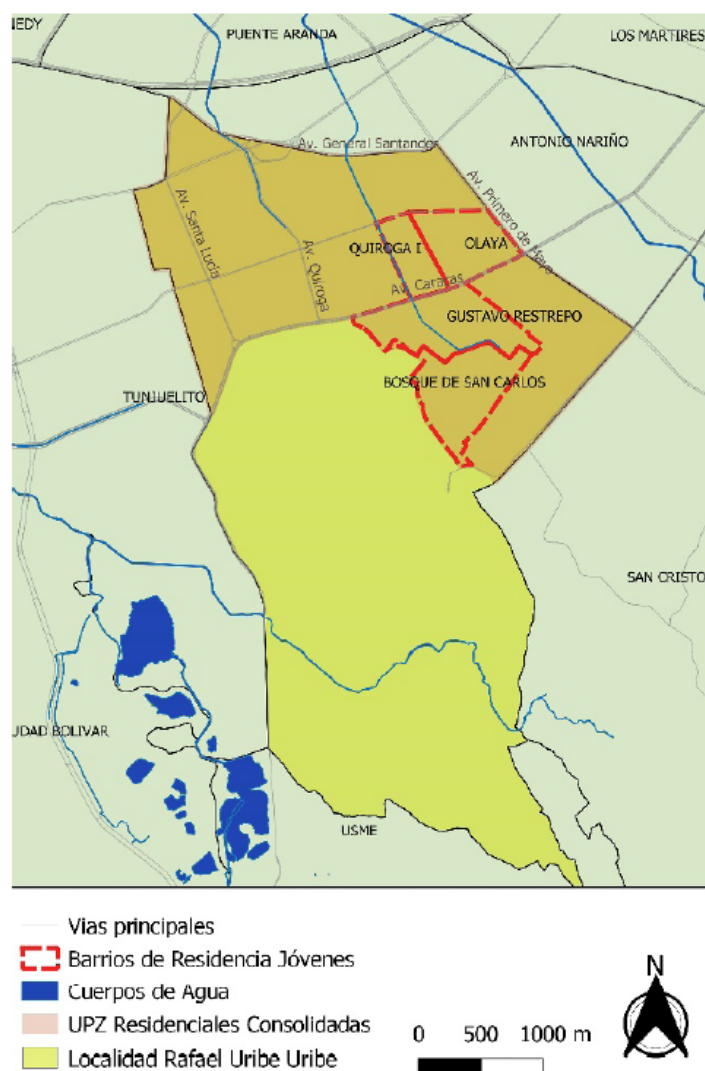 NEDY
PUENTE ARANDA
LOS MARTIRES
Av. General Santander
ANTONIO NARIÑO
Av. Primero de Mayo
Av. Santa Lucía
Av. Quiroga
QUIROGA I
OLAYA
Av. Caracas
GUSTAVO RESTREPO
BOSQUE DE SAN CARLOS
TUNJUELITO
SAN CRISTO
UDAD BOLIVAR
USME
Vias principales
Barrios de Residencia Jóvenes
Cuerpos de Agua
UPZ Residenciales Consolidadas
Localidad Rafael Uribe Uribe
0 500 1000 m
N